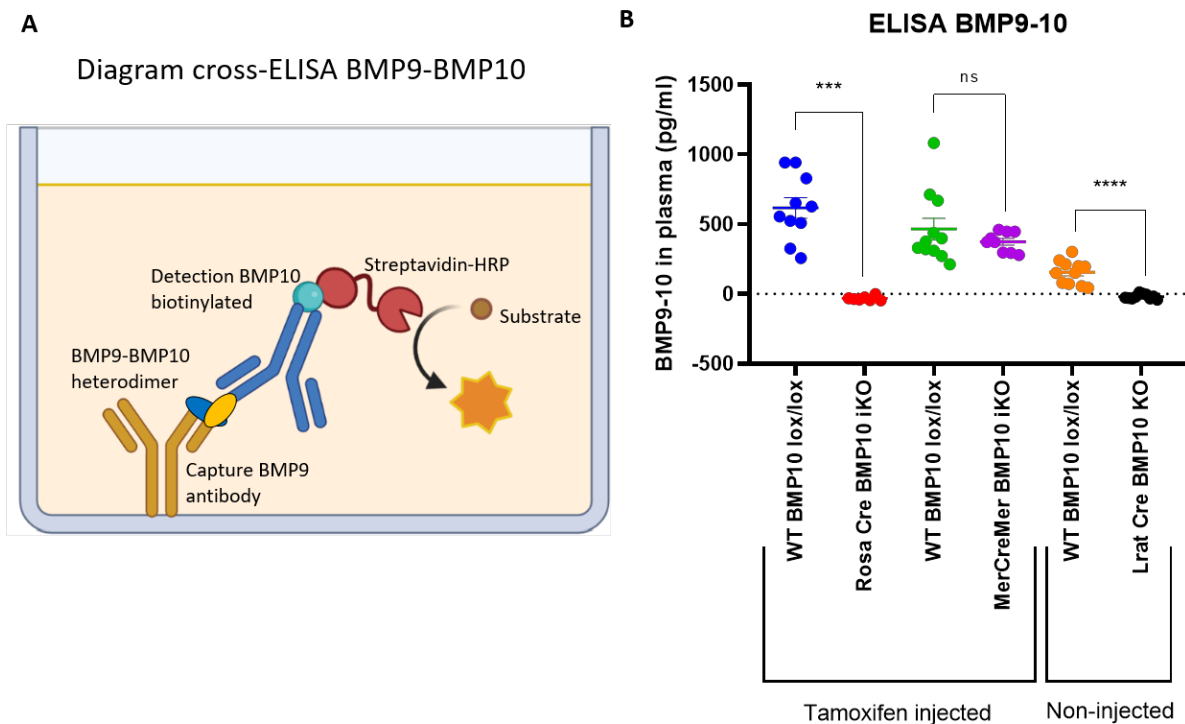 A
Diagram cross-ELISA BMP9-BMP10
Detection BMP10
biotinylated
Streptavidin-HRP
Substrate
BMP9-BMP10
heterodimer
Capture BMP9
antibody
B
ELISA BMP9-10
BMP9-10 in plasma (pg/ml)
1500
1000
500
0
-500
***
ns
****
WT BMP10 lox/lox
Rosa Cre BMP10 iKO
WT BMP10 lox/lox
MerCreMer BMP10 iKO
WT BMP10 lox/lox
Lrat Cre BMP10 KO
Tamoxifen injected
Non-injected